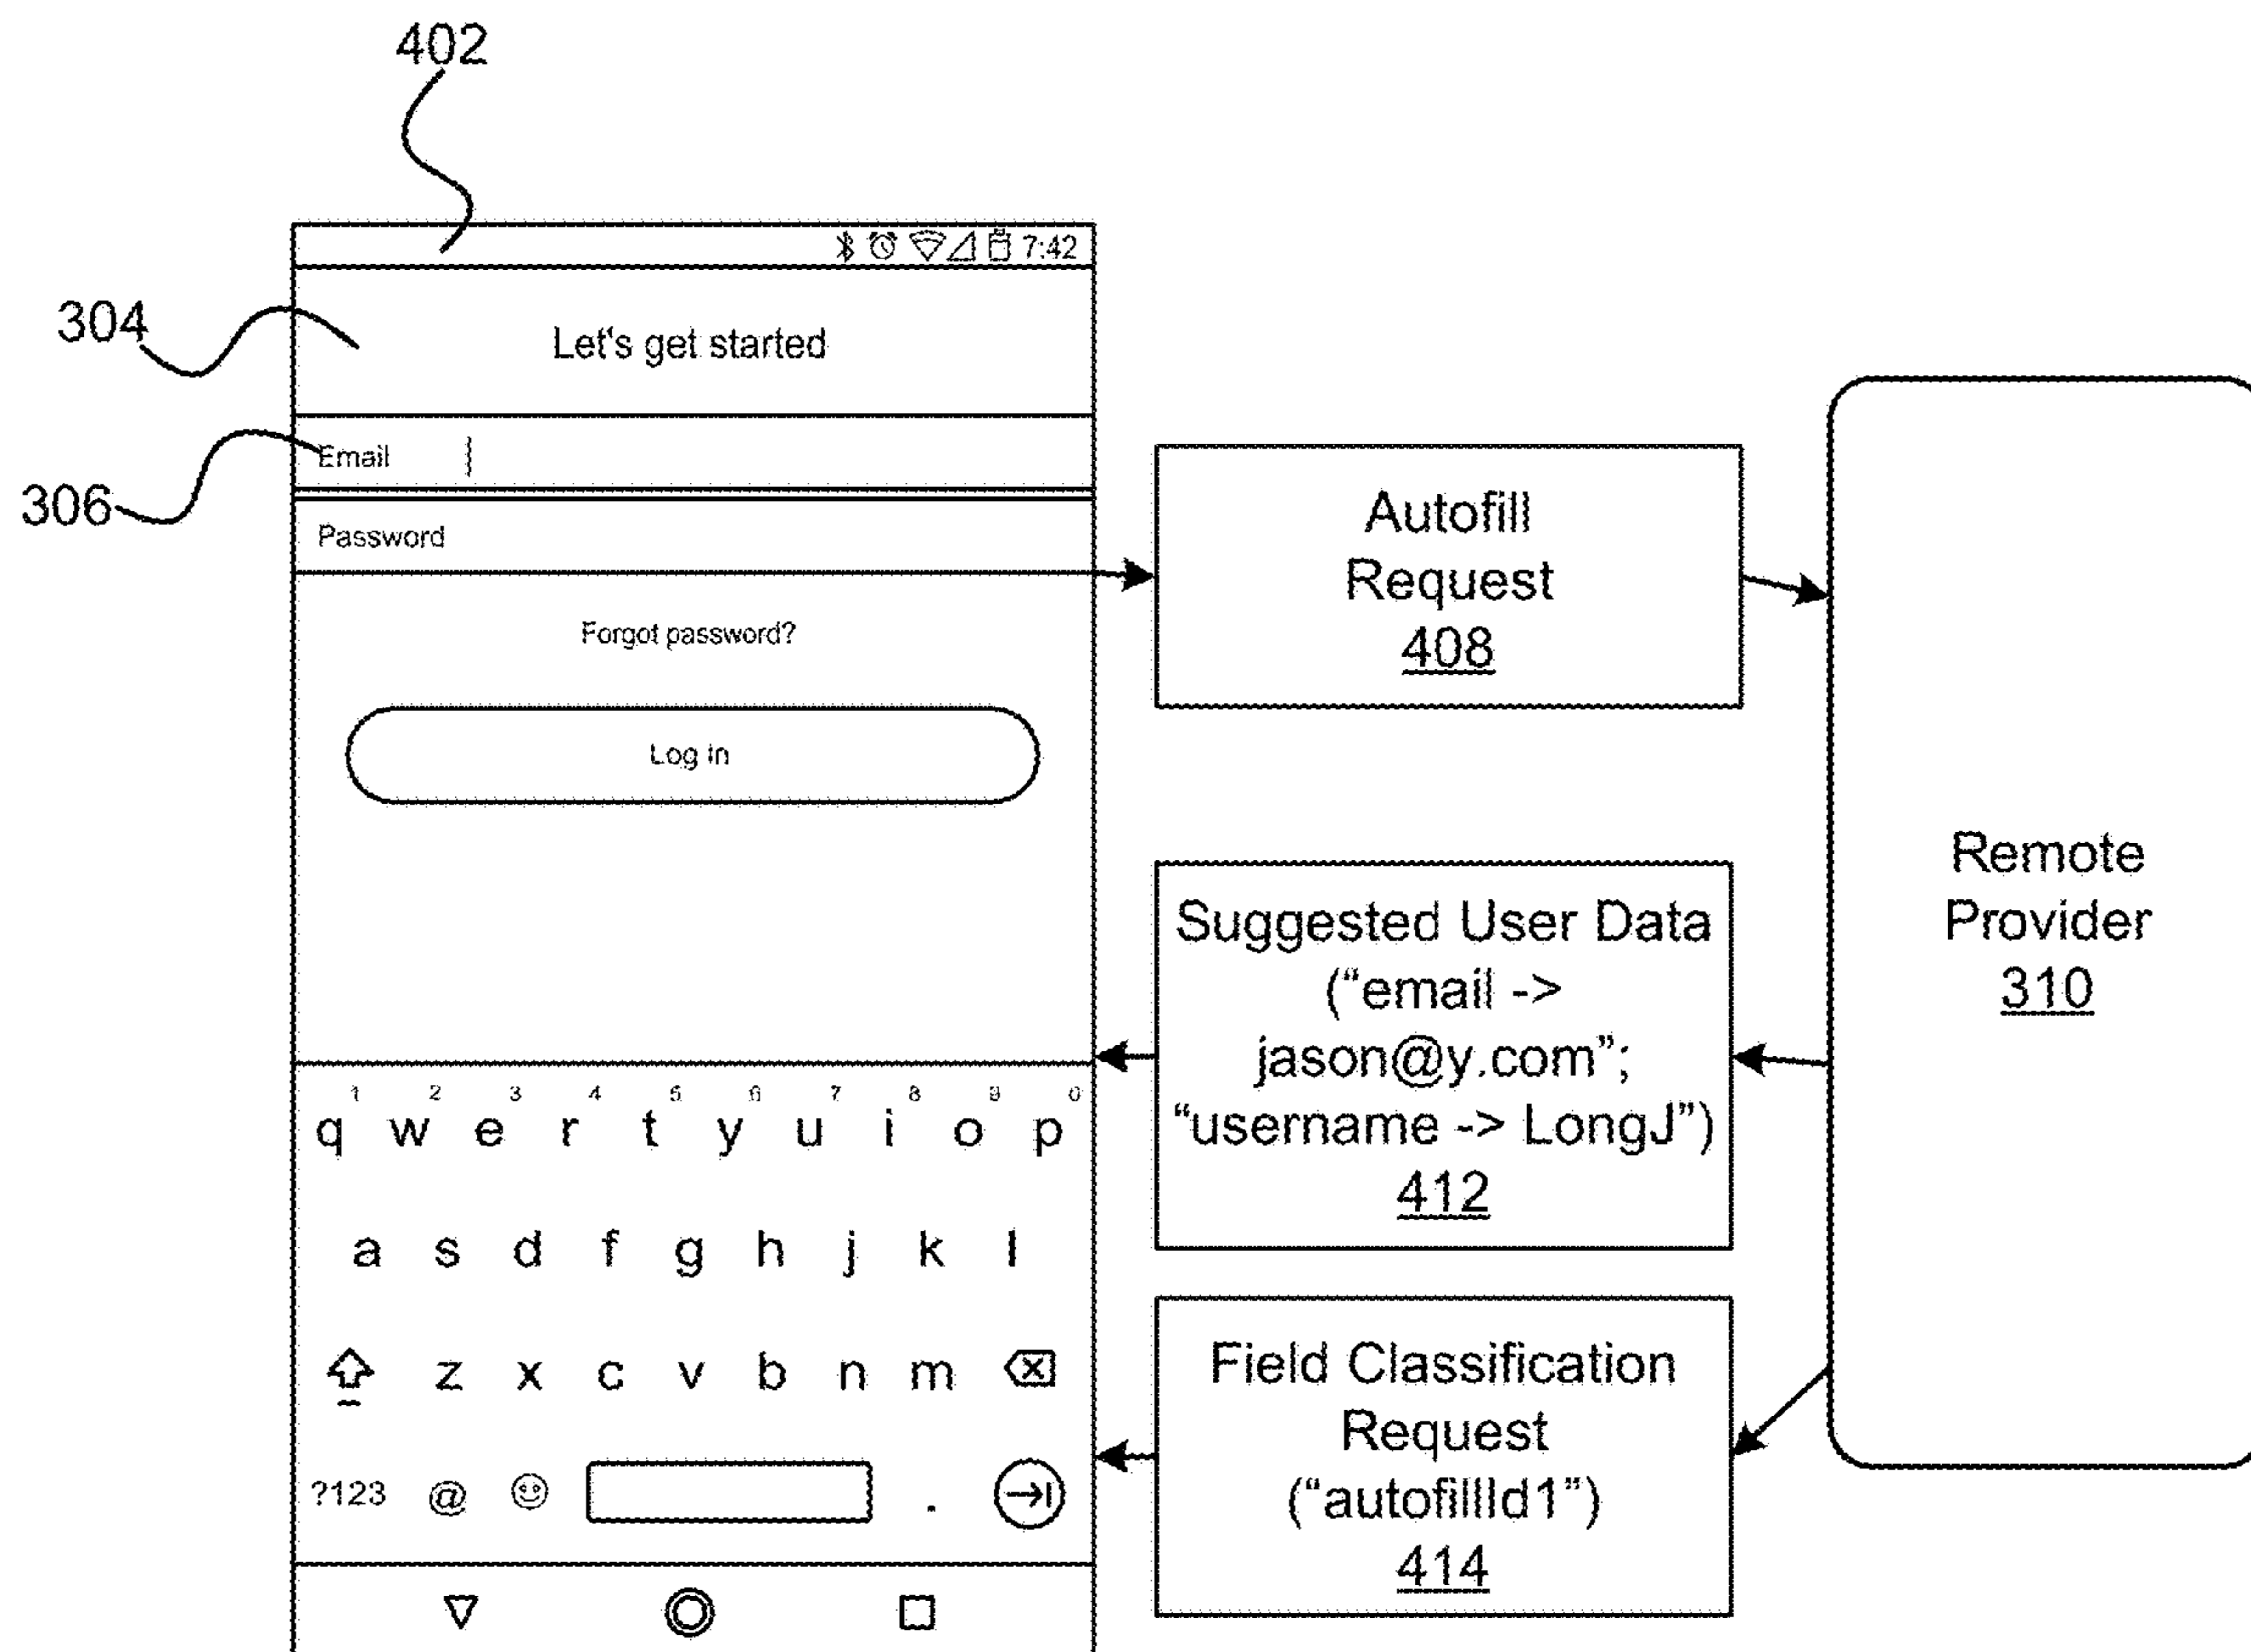 402
7:42
304
Let's get started
Email
306
Password
Forgot password?
Log in
Autofill
Request
408
Remote
Provider
310
Suggested User Data
(“email ->
jason@y.com”;
“username -> LongJ”)
412
Field Classification
Request
(“autofillId1”)
414
1 2 3 4 5 6 7 8 9 0
q w e r t y u i o p
a s d f g h j k l
z x c v b n m
?123 @ .